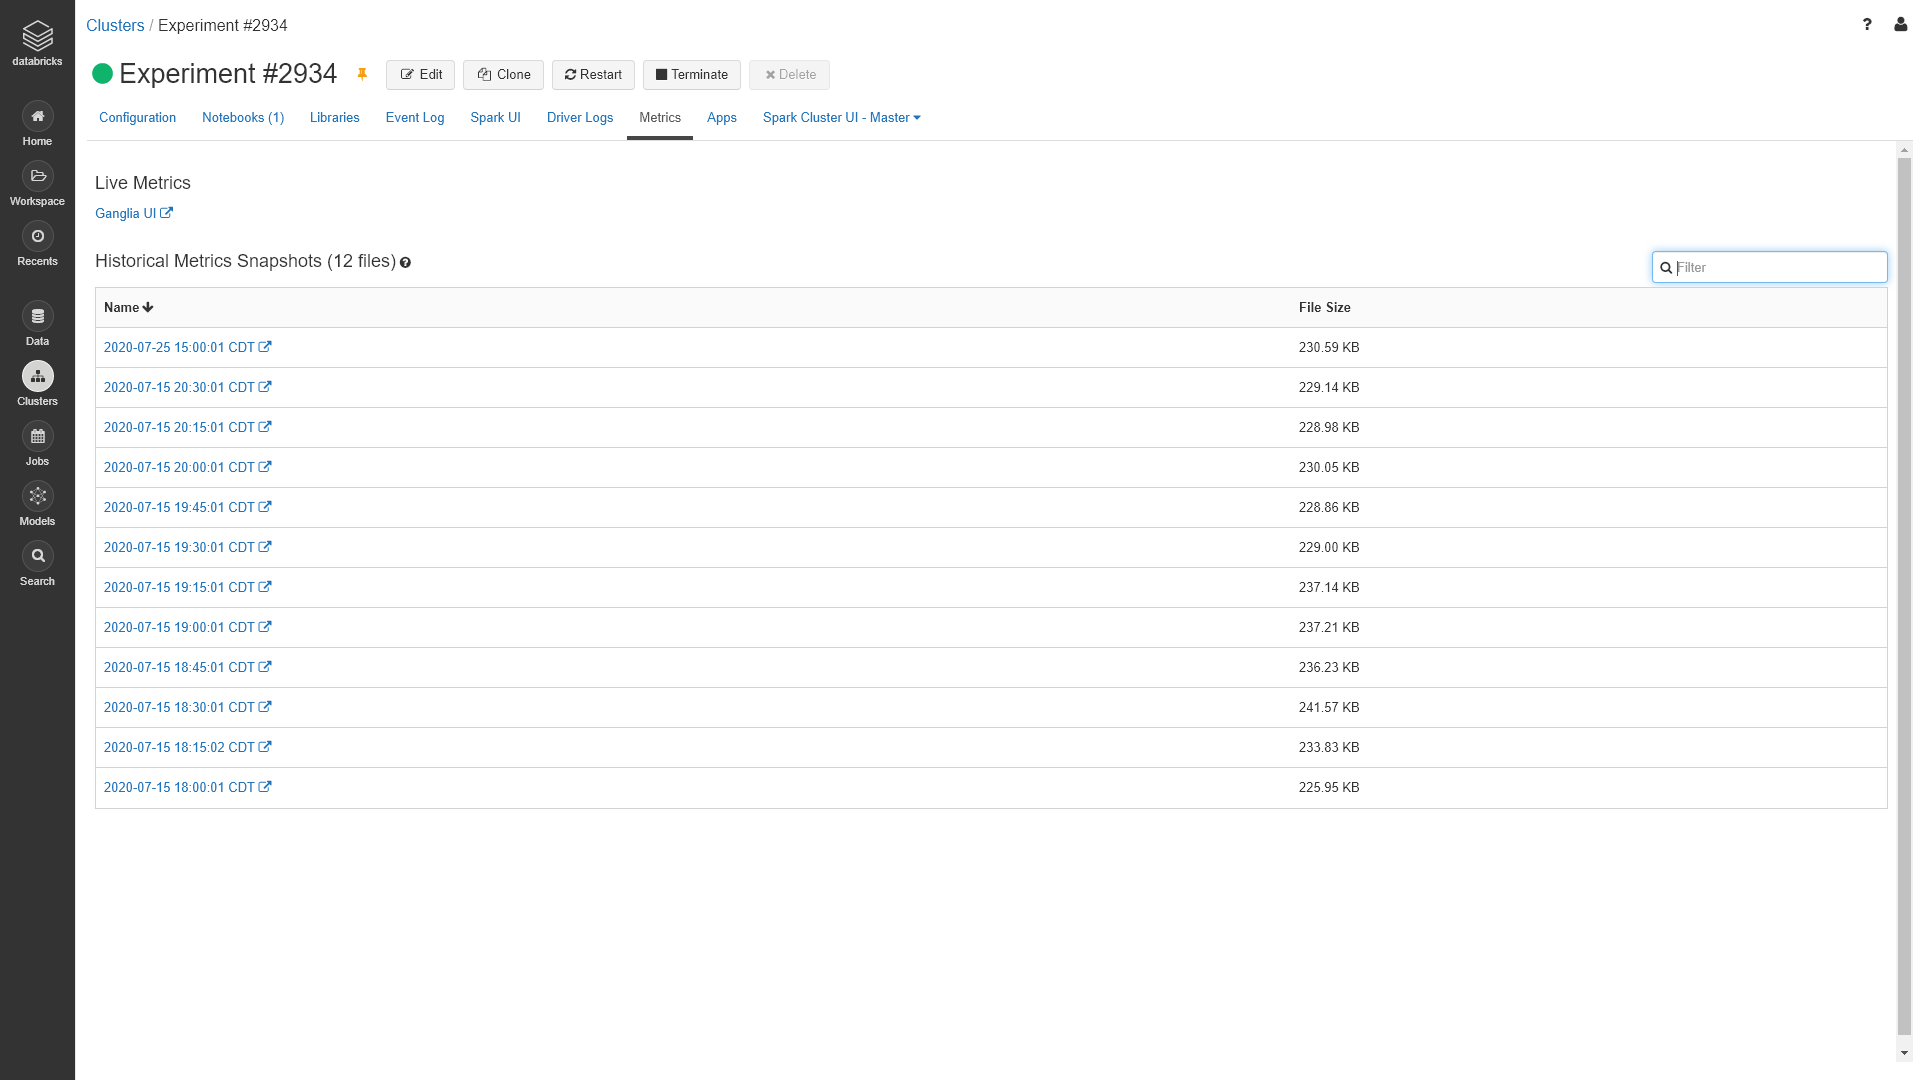 databricks
Home
Workspace
Recents
Data
Clusters
Jobs
Models
Search
Clusters / Experiment #2934
?
Experiment #2934
Edit Clone Restart Terminate Delete
Configuration Notebooks (1) Libraries Event Log Spark UI Driver Logs Metrics Apps Spark Cluster UI - Master
Live Metrics
Ganglia UI
Historical Metrics Snapshots (12 files) ?
Filter
Name File Size
2020-07-25 15:00:01 CDT 230.59 KB
2020-07-15 20:30:01 CDT 229.14 KB
2020-07-15 20:15:01 CDT 228.98 KB
2020-07-15 20:00:01 CDT 230.05 KB
2020-07-15 19:45:01 CDT 228.86 KB
2020-07-15 19:30:01 CDT 229.00 KB
2020-07-15 19:15:01 CDT 237.14 KB
2020-07-15 19:00:01 CDT 237.21 KB
2020-07-15 18:45:01 CDT 236.23 KB
2020-07-15 18:30:01 CDT 241.57 KB
2020-07-15 18:15:02 CDT 233.83 KB
2020-07-15 18:00:01 CDT 225.95 KB